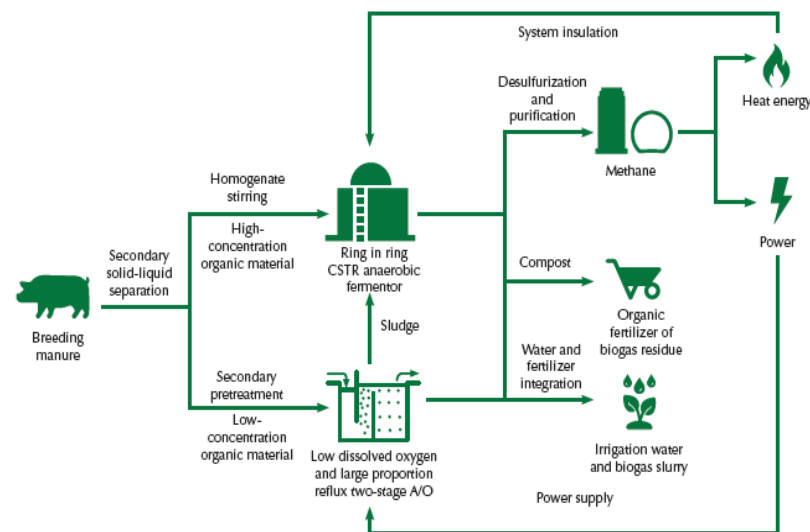 System insulation
Heat energy
Desulfurization
and
purification
Methane
Power
Homogenate
stirring
High-
concentration
organic material
Ring in ring
CSTR anaerobic
fermentor
Secondary
solid-liquid
separation
Breeding
manure
Sludge
Compost
Organic
fertilizer of
biogas residue
Water and
fertilizer
integration
Irrigation water
and biogas slurry
Secondary
pretreatment
Low-
concentration
organic material
Low dissolved oxygen
and large proportion
reflux two-stage A/O
Power supply